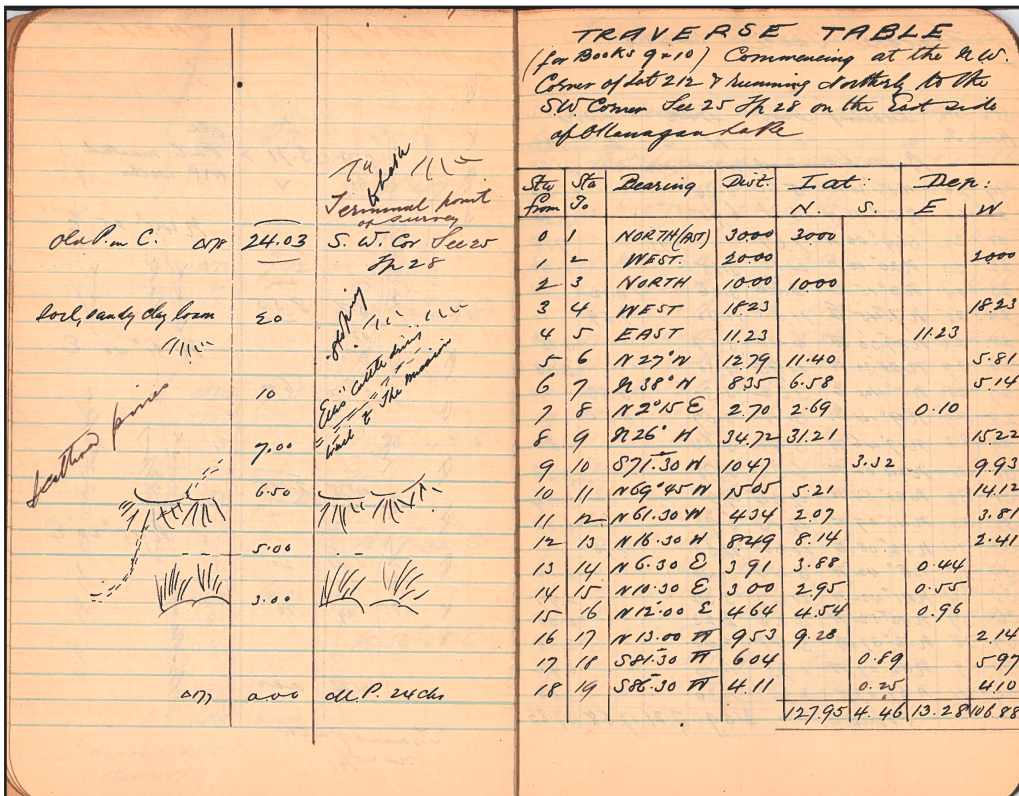 to Lake
Terminal point
of survey
old P. in C. 24.03 S. W. Cor Sec 25
Tp 28
Soil, sandy clay loam 20
sloping
10
Ellis' Cattle drive
trail to The Mission
7.00
Scattered pines
6.50
5.00
3.00
0.00 old. P. 24 chs
TRAVERSE TABLE
(for Books 9 & 10) Commencing at the N.W.
Corner of Lot 212 & running Northerly to the
S.W. Corner Sec 25 Tp 28 on the East side
of Okanagan Lake
Sta Sta Bearing Dist. Lat: Dep:
from To N. S. E W
0 1 NORTH (AST) 30.00 30.00
1 2 WEST. 20.00 20.00
2 3 NORTH 10.00 10.00
3 4 WEST 18.23 18.23
4 5 EAST 11.23 11.23
5 6 N 27° W 12.79 11.40 5.81
6 7 N 38° W 8.35 6.58 5.14
7 8 N 2°15 E 2.70 2.69 0.10
8 9 N 26° W 34.72 31.21 15.22
9 10 S 71.30 W 10.47 3.32 9.93
10 11 N 69°45 W 15.05 5.21 14.12
11 12 N 61.30 W 4.34 2.07 3.81
12 13 N 16.30 W 8.49 8.14 2.41
13 14 N 6.30 E 3.91 3.88 0.44
14 15 N 10.30 E 3.00 2.95 0.55
15 16 N 12.00 E 4.64 4.54 0.96
16 17 N 13.00 W 9.53 9.28 2.14
17 18 S 81.30 W 6.04 0.89 5.97
18 19 S 86.30 W 4.11 0.25 4.10
127.95 4.46 13.28 106.88